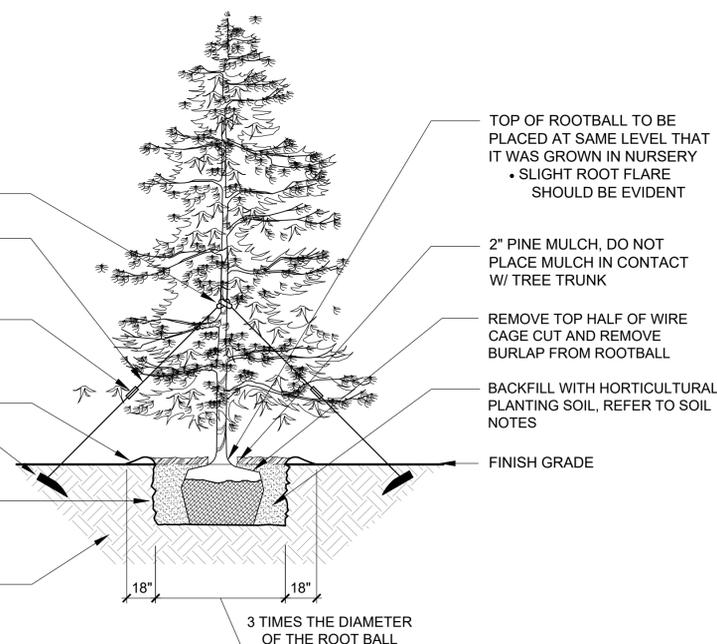 TOP OF ROOTBALL TO BE
PLACED AT SAME LEVEL THAT
IT WAS GROWN IN NURSERY
• SLIGHT ROOT FLARE
SHOULD BE EVIDENT
2" PINE MULCH, DO NOT
PLACE MULCH IN CONTACT
W/ TREE TRUNK
REMOVE TOP HALF OF WIRE
CAGE CUT AND REMOVE
BURLAP FROM ROOTBALL
BACKFILL WITH HORTICULTURAL
PLANTING SOIL, REFER TO SOIL
NOTES
FINISH GRADE
18" 18"
3 TIMES THE DIAMETER
OF THE ROOT BALL